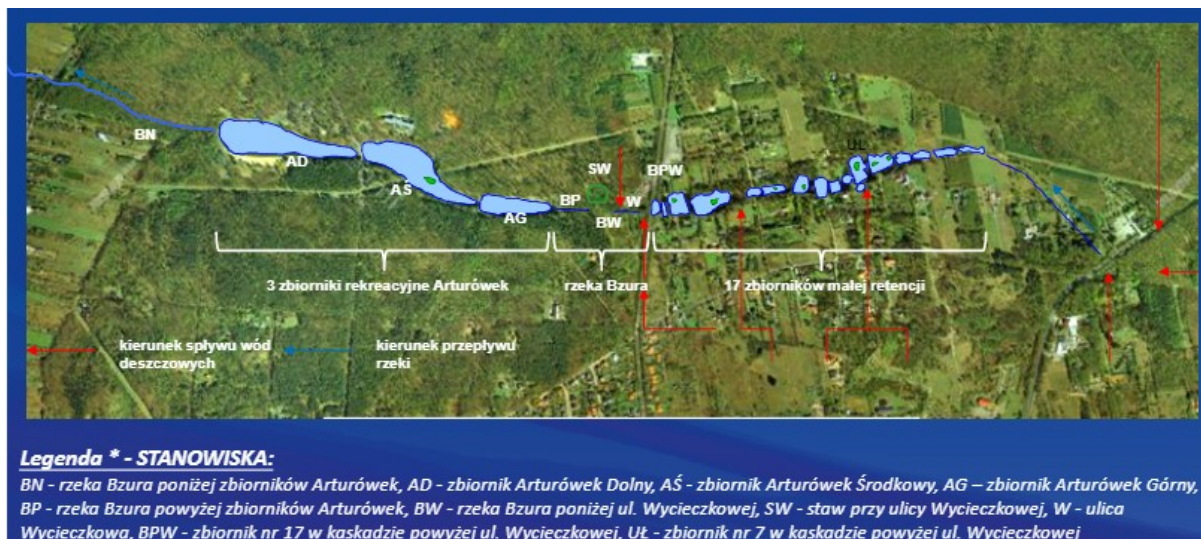 BN
AD
AŚ
AG
BP
SW
BW
W
BPW
UL
3 zbiorniki rekreacyjne Arturówek
rzeka Bzura
17 zbiorników małej retencji
kierunek spływu wód
deszczowych
kierunek przepływu
rzeki
Legenda * - STANOWISKA:
BN - rzeka Bzura poniżej zbiorników Arturówek, AD - zbiornik Arturówek Dolny, AŚ - zbiornik Arturówek Środkowy, AG – zbiornik Arturówek Górny,
BP - rzeka Bzura powyżej zbiorników Arturówek, BW - rzeka Bzura poniżej ul. Wycieczkowej, SW - staw przy ulicy Wycieczkowej, W - ulica
Wycieczkowa, BPW - zbiornik nr 17 w kaskadzie powyżej ul. Wycieczkowej, UŁ - zbiornik nr 7 w kaskadzie powyżej ul. Wycieczkowej